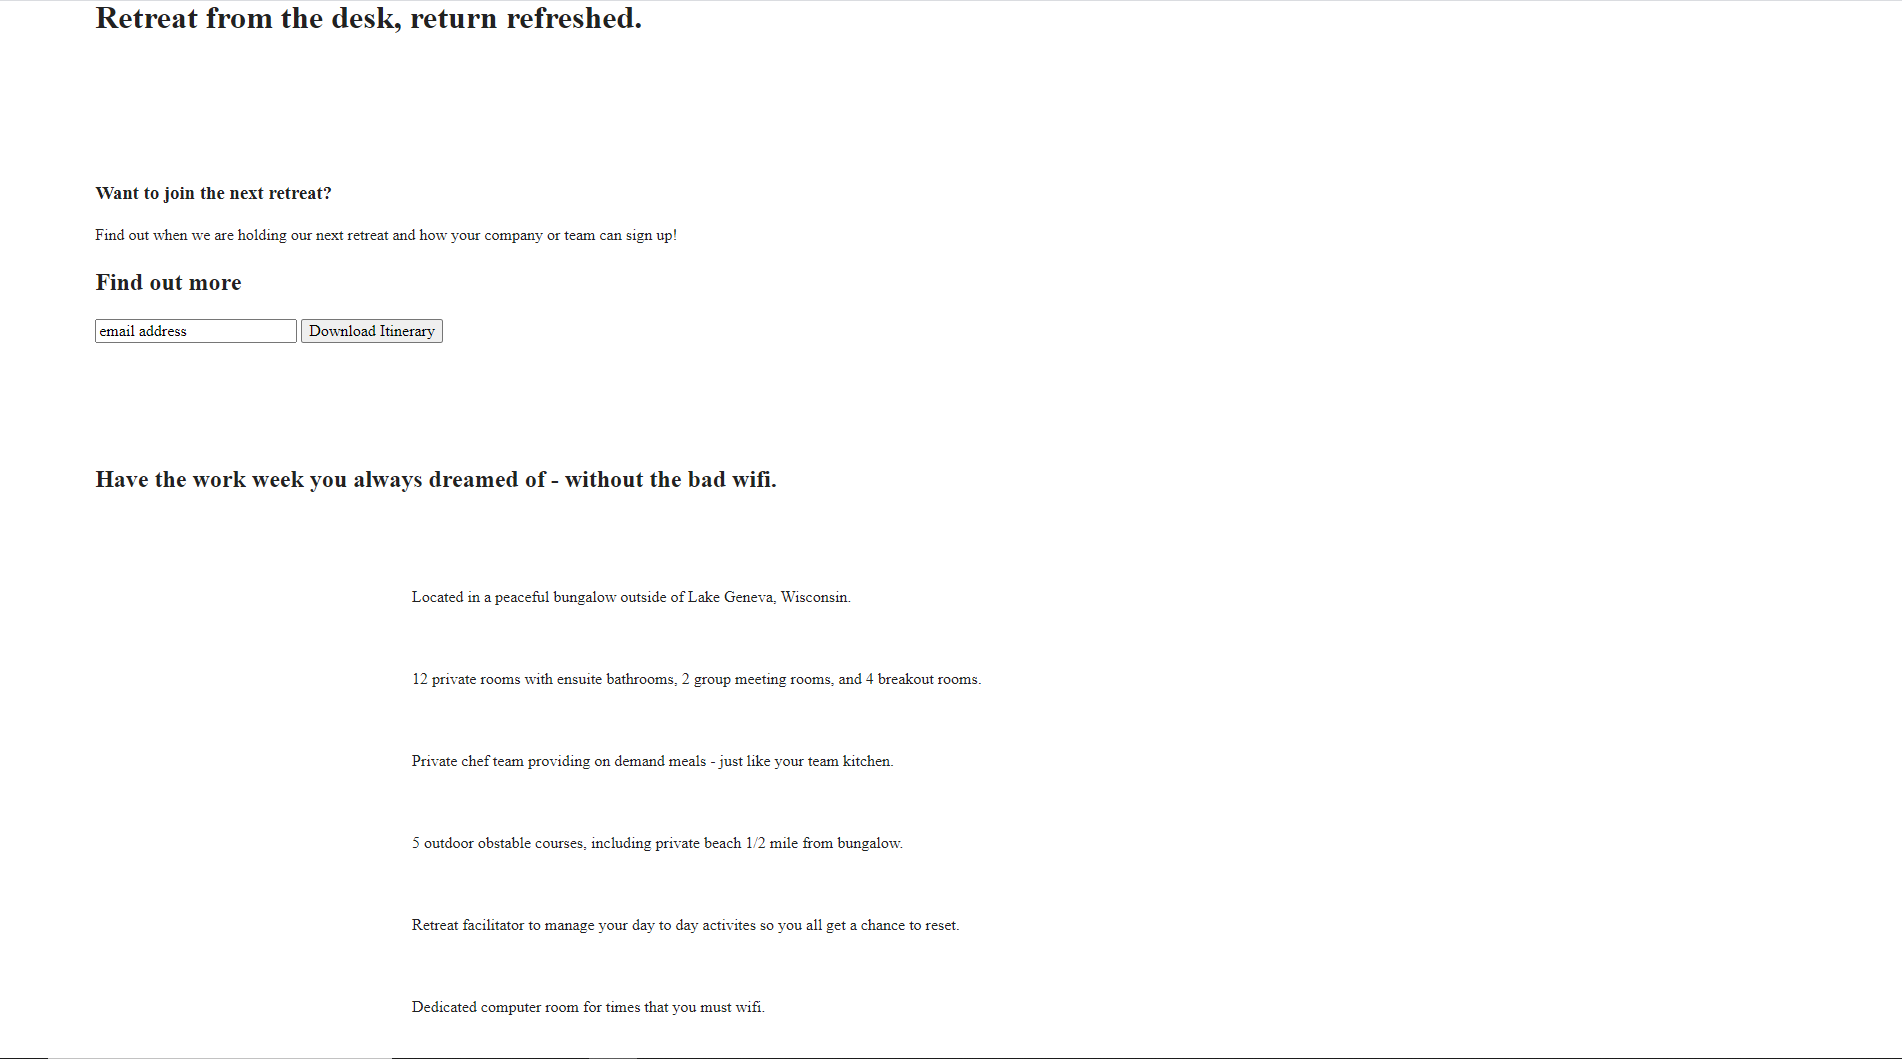 Retreat from the desk, return refreshed.
Want to join the next retreat?
Find out when we are holding our next retreat and how your company or team can sign up!
Find out more
email address Download Itinerary
Have the work week you always dreamed of - without the bad wifi.
Located in a peaceful bungalow outside of Lake Geneva, Wisconsin.
12 private rooms with ensuite bathrooms, 2 group meeting rooms, and 4 breakout rooms.
Private chef team providing on demand meals - just like your team kitchen.
5 outdoor obstable courses, including private beach 1/2 mile from bungalow.
Retreat facilitator to manage your day to day activites so you all get a chance to reset.
Dedicated computer room for times that you must wifi.